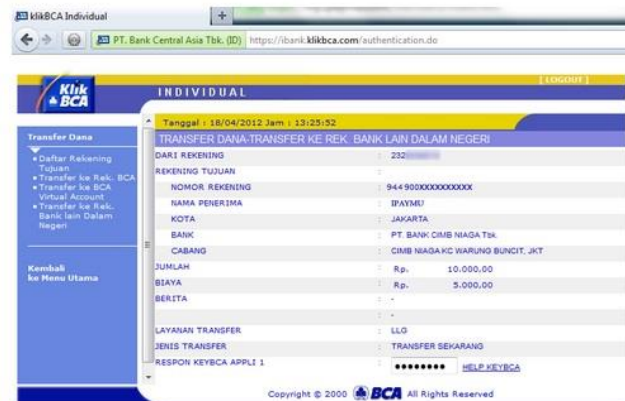 klikBCA Individual
PT. Bank Central Asia Tbk. (ID) https://ibank.klikbca.com/authentication.do
[ LOGOUT ]
Klik BCA
INDIVIDUAL
Tanggal : 18/04/2012 Jam : 13:25:52
Transfer Dana
Daftar Rekening
Tujuan
Transfer ke Rek. BCA
Transfer ke BCA
Virtual Account
Transfer ke Rek.
Bank lain Dalam
Negeri
Kembali
ke Menu Utama
TRANSFER DANA-TRANSFER KE REK. BANK LAIN DALAM NEGERI
DARI REKENING : 232
REKENING TUJUAN :
NOMOR REKENING : 944900XXXXXXXXXX
NAMA PENERIMA : IPAYMU
KOTA : JAKARTA
BANK : PT. BANK CIMB NIAGA Tbk.
CABANG : CIMB NIAGA KC WARUNG BUNCIT, JKT
JUMLAH : Rp. 10.000,00
BIAYA : Rp. 5.000,00
BERITA : -
: -
LAYANAN TRANSFER : LLG
JENIS TRANSFER : TRANSFER SEKARANG
RESPON KEYBCA APPLI 1 : ●●●●●●●● HELP KEYBCA
Copyright © 2000 BCA All Rights Reserved